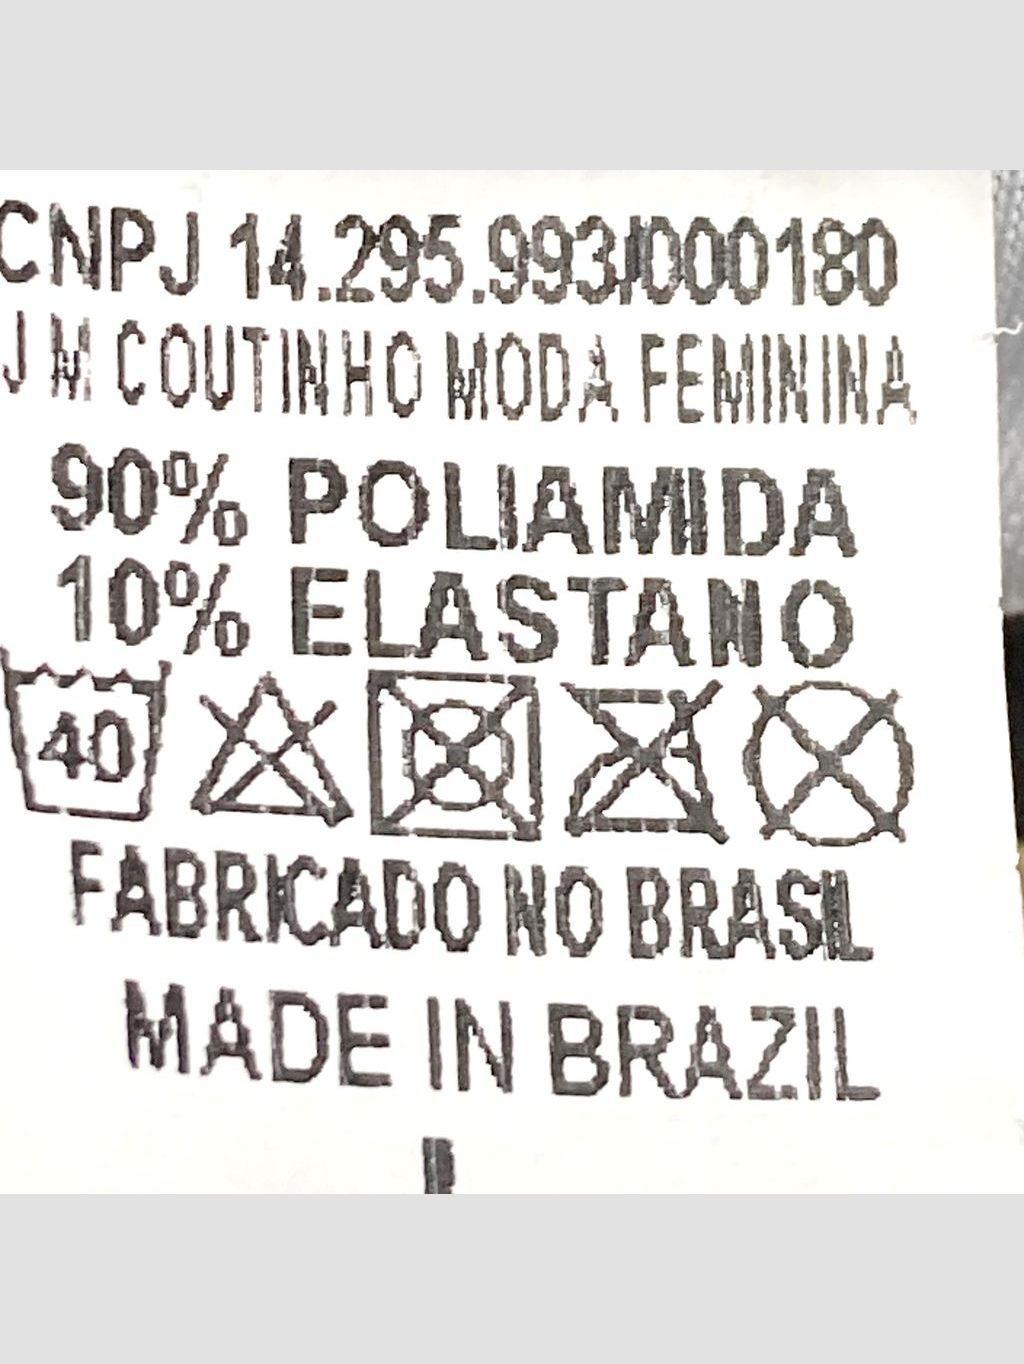 CNPJ 14.295.993/000180
J M COUTINHO MODA FEMININA
90% POLIAMIDA
10% ELASTANO
40
FABRICADO NO BRASIL
MADE IN BRAZIL